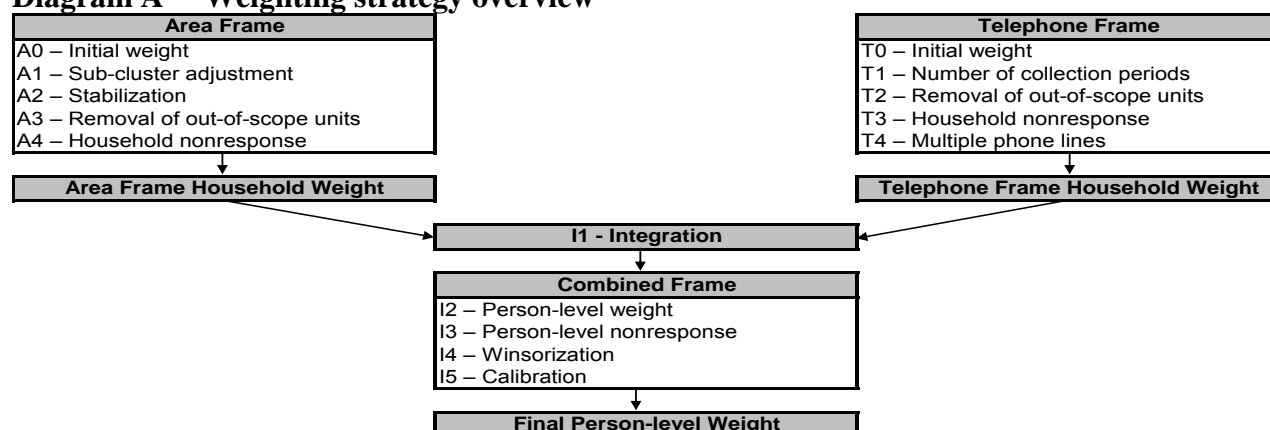 Diagram A Weighting strategy overview
Area Frame
A0 – Initial weight
A1 – Sub-cluster adjustment
A2 – Stabilization
A3 – Removal of out-of-scope units
A4 – Household nonresponse
Area Frame Household Weight
Telephone Frame
T0 – Initial weight
T1 – Number of collection periods
T2 – Removal of out-of-scope units
T3 – Household nonresponse
T4 – Multiple phone lines
Telephone Frame Household Weight
I1 - Integration
Combined Frame
I2 – Person-level weight
I3 – Person-level nonresponse
I4 – Winsorization
I5 – Calibration
Final Person-level Weight